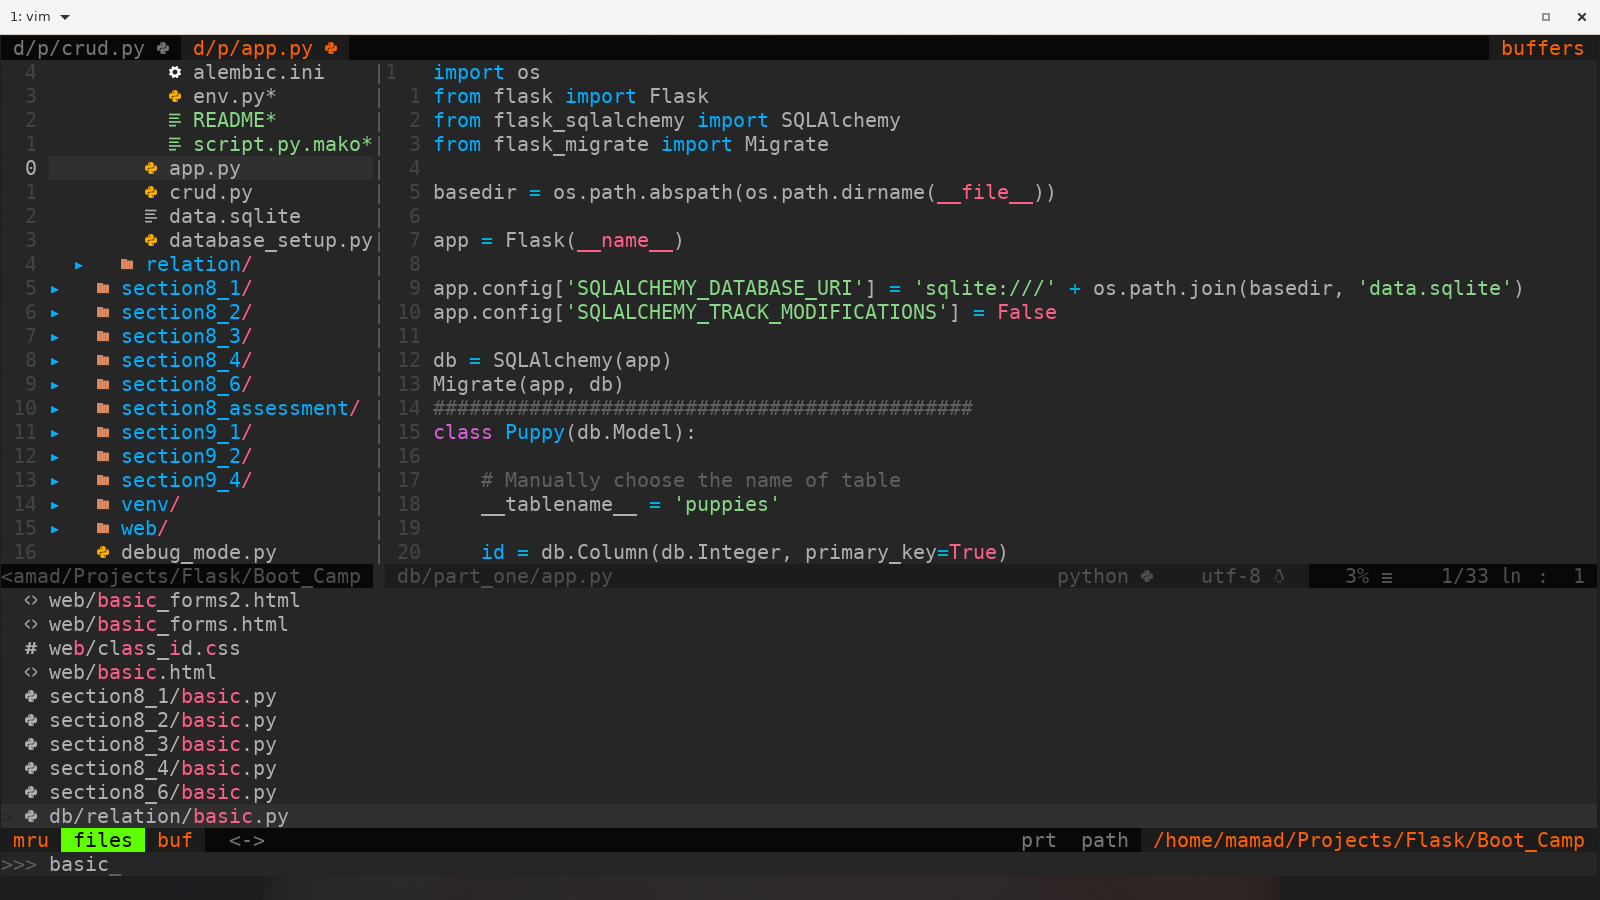 1: vim
d/p/crud.py d/p/app.py buffers
4 alembic.ini
3 env.py*
2 README*
1 script.py.mako*
0 app.py
1 crud.py
2 data.sqlite
3 database_setup.py
4 ▸ relation/
5 ▸ section8_1/
6 ▸ section8_2/
7 ▸ section8_3/
8 ▸ section8_4/
9 ▸ section8_6/
10 ▸ section8_assessment/
11 ▸ section9_1/
12 ▸ section9_2/
13 ▸ section9_4/
14 ▸ venv/
15 ▸ web/
16 debug_mode.py
<amad/Projects/Flask/Boot_Camp
1 import os
1 from flask import Flask
2 from flask_sqlalchemy import SQLAlchemy
3 from flask_migrate import Migrate
4
5 basedir = os.path.abspath(os.path.dirname(__file__))
6
7 app = Flask(__name__)
8
9 app.config['SQLALCHEMY_DATABASE_URI'] = 'sqlite:///' + os.path.join(basedir, 'data.sqlite')
10 app.config['SQLALCHEMY_TRACK_MODIFICATIONS'] = False
11
12 db = SQLAlchemy(app)
13 Migrate(app, db)
14 #############################################
15 class Puppy(db.Model):
16
17 # Manually choose the name of table
18 __tablename__ = 'puppies'
19
20 id = db.Column(db.Integer, primary_key=True)
db/part_one/app.py python utf-8 3% ≡ 1/33 ln : 1
<> web/basic_forms2.html
<> web/basic_forms.html
# web/class_id.css
<> web/basic.html
section8_1/basic.py
section8_2/basic.py
section8_3/basic.py
section8_4/basic.py
section8_6/basic.py
> db/relation/basic.py
mru files buf <-> prt path /home/mamad/Projects/Flask/Boot_Camp
>>> basic_